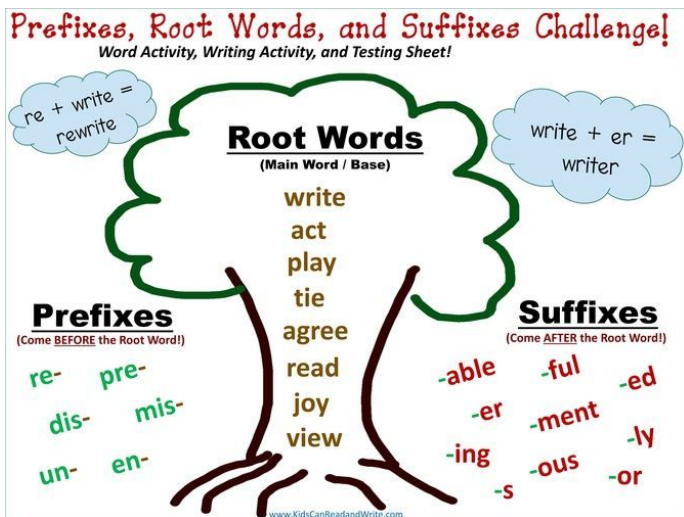 Prefixes, Root Words, and Suffixes Challenge!
Word Activity, Writing Activity, and Testing Sheet!
re + write =
rewrite
write + er =
writer
Root Words
(Main Word / Base)
write
act
play
tie
agree
read
joy
view
Prefixes
(Come BEFORE the Root Word!)
re- pre-
dis- mis-
un- en-
Suffixes
(Come AFTER the Root Word!)
-able -ful -ed
-er -ment -ly
-ing -ous -or
-s
www.KidsCanReadandWrite.com